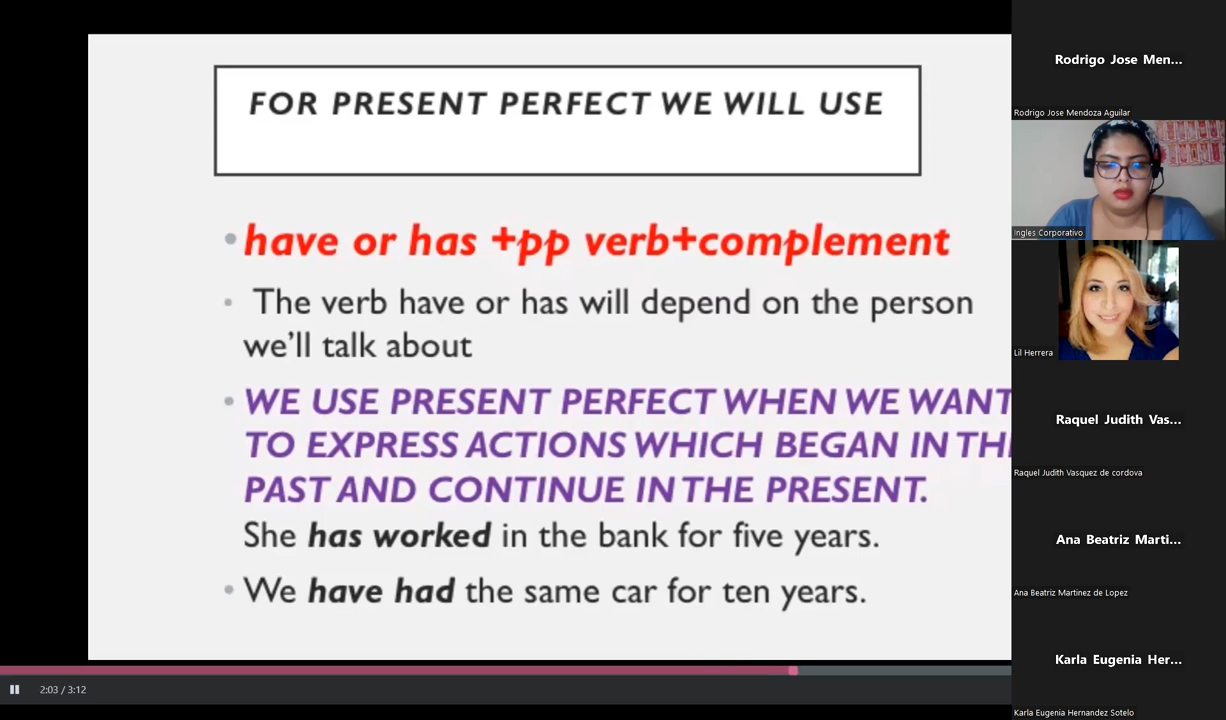 FOR PRESENT PERFECT WE WILL USE
• have or has +pp verb+complement
• The verb have or has will depend on the person
we'll talk about
• WE USE PRESENT PERFECT WHEN WE WANT
TO EXPRESS ACTIONS WHICH BEGAN IN TH
PAST AND CONTINUE IN THE PRESENT.
She has worked in the bank for five years.
• We have had the same car for ten years.
2:03 / 3:12
Rodrigo Jose Men...
Rodrigo Jose Mendoza Aguilar
Ingles Corporativo
Lil Herrera
Raquel Judith Vas...
Raquel Judith Vasquez de cordova
Ana Beatriz Marti...
Ana Beatriz Martinez de Lopez
Karla Eugenia Her...
Karla Eugenia Hernandez Sotelo